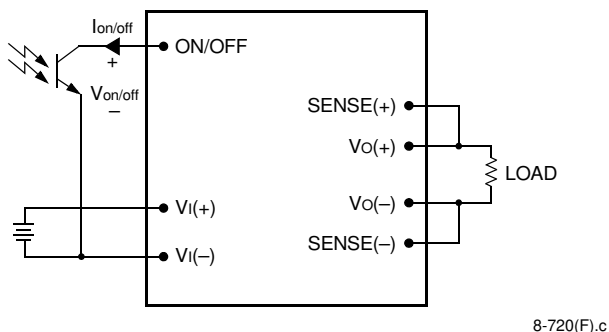 Ion/off
ON/OFF
+
Von/off
–
SENSE(+)
VO(+)
LOAD
VO(–)
SENSE(–)
VI(+)
VI(–)
8-720(F).c